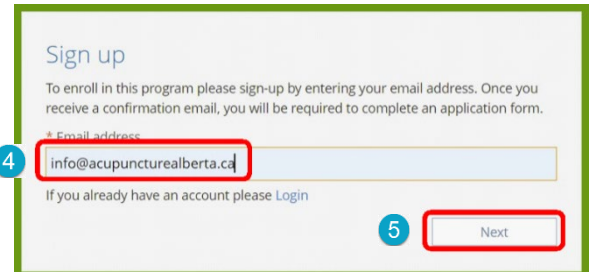 Sign up
To enroll in this program please sign-up by entering your email address. Once you
receive a confirmation email, you will be required to complete an application form.
* Email address
4
info@acupuncturealberta.ca
If you already have an account please Login
5
Next